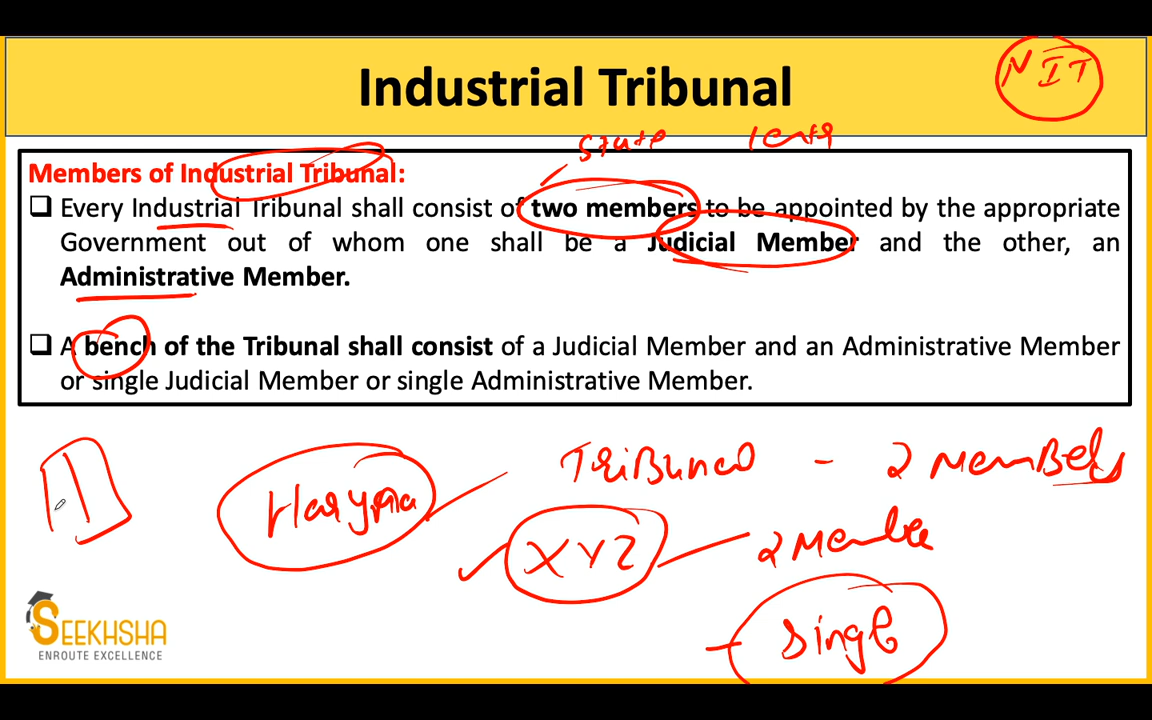 Industrial Tribunal
NIT
State
Members of Industrial Tribunal:
❑ Every Industrial Tribunal shall consist of two members to be appointed by the appropriate
Government out of whom one shall be a Judicial Member and the other, an
Administrative Member.
❑ A bench of the Tribunal shall consist of a Judicial Member and an Administrative Member
or single Judicial Member or single Administrative Member.
Tribunal - 2 Members
Haryna
XYZ
2 Membe
Single
SEEKHSHA
ENROUTE EXCELLENCE